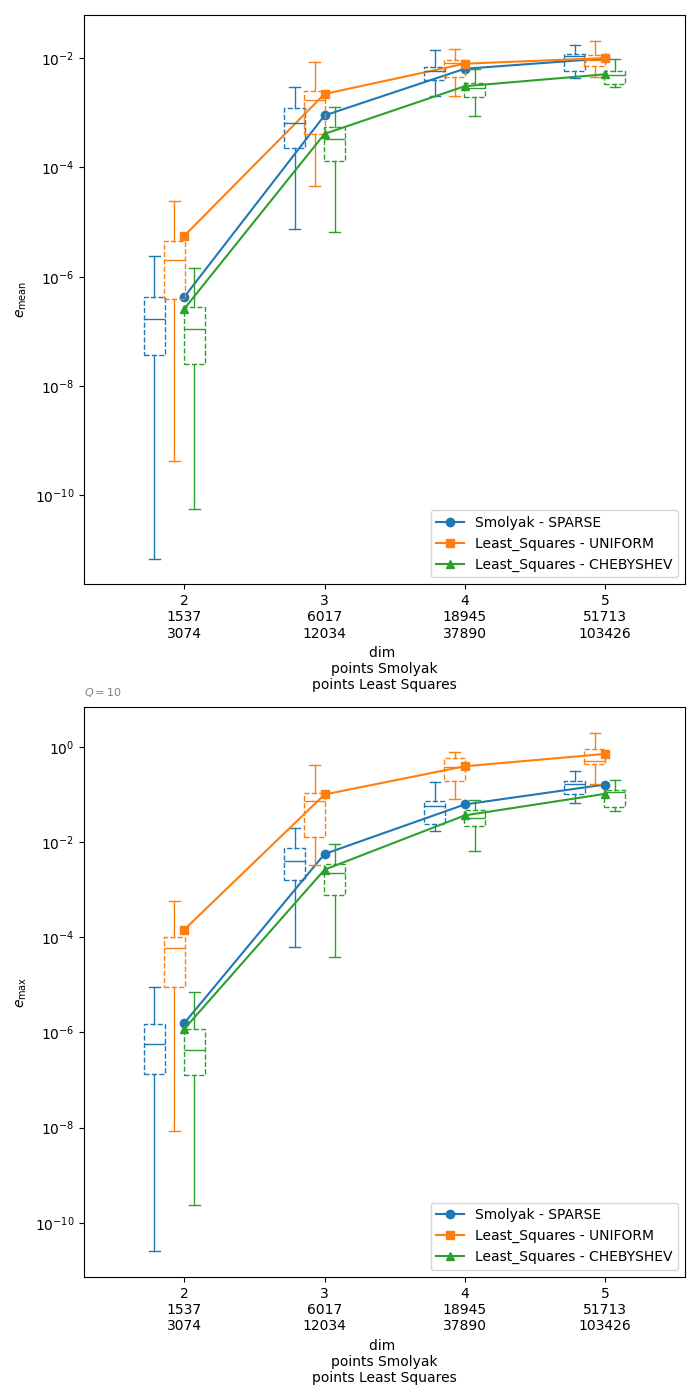 10⁻²
10⁻⁴
10⁻⁶
10⁻⁸
10⁻¹⁰
e_mean
Smolyak - SPARSE
Least_Squares - UNIFORM
Least_Squares - CHEBYSHEV
2 3 4 5
1537 6017 18945 51713
3074 12034 37890 103426
dim
points Smolyak
points Least Squares
Q = 10
10⁰
10⁻²
10⁻⁴
10⁻⁶
10⁻⁸
10⁻¹⁰
e_max
Smolyak - SPARSE
Least_Squares - UNIFORM
Least_Squares - CHEBYSHEV
2 3 4 5
1537 6017 18945 51713
3074 12034 37890 103426
dim
points Smolyak
points Least Squares